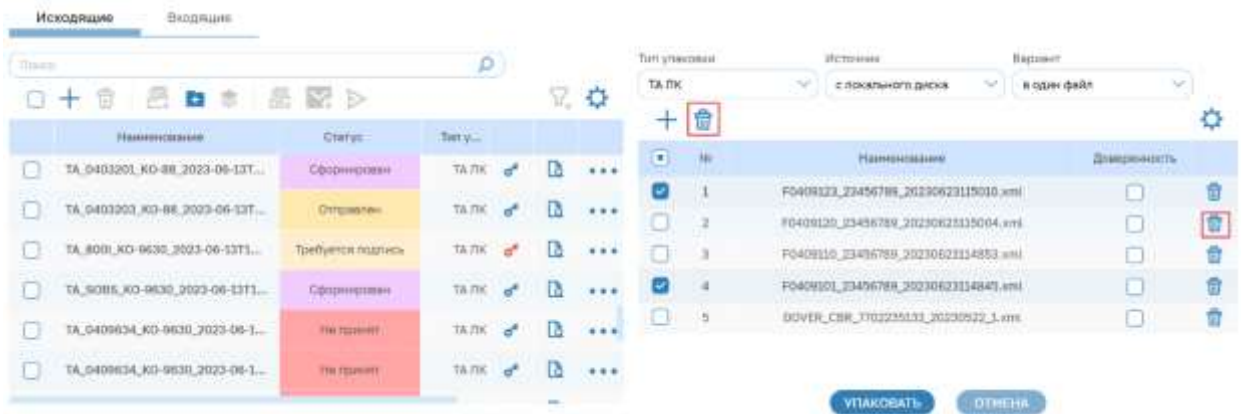 Исходящие Входящие
Поиск
Наименование Статус Тип у...
TA_0403201_KO-88_2023-06-13T... Сформирован ТА ПК
TA_0403203_KO-88_2023-06-13T... Отправлен ТА ПК
TA_800I_KO-9630_2023-06-13T1... Требуется подпись ТА ПК
TA_SOBS_KO-9630_2023-06-13T1... Сформирован ТА ПК
TA_0409634_KO-9630_2023-06-1... Не принят ТА ПК
TA_0409634_KO-9630_2023-06-1... Не принят ТА ПК
Тип упаковки Источник Вариант
ТА ПК с локального диска в один файл
№ Наименование Доверенность
1 F0409123_23456789_20230623115010.xml
2 F0409120_23456789_20230623115004.xml
3 F0409110_23456789_20230623114853.xml
4 F0409101_23456789_20230623114845.xml
5 DOVER_CBR_7702235133_20230522_1.xml
УПАКОВАТЬ ОТМЕНА